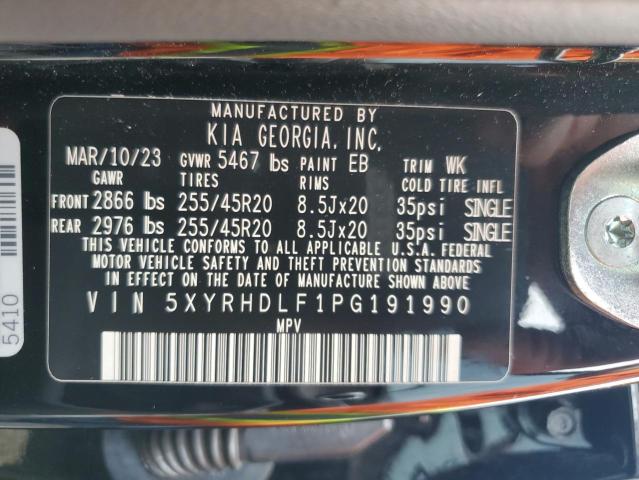 MANUFACTURED BY
KIA GEORGIA, INC.
MAR/10/23 GVWR 5467 lbs PAINT EB TRIM WK
GAWR TIRES RIMS COLD TIRE INFL
FRONT 2866 lbs 255/45R20 8.5Jx20 35psi SINGLE
REAR 2976 lbs 255/45R20 8.5Jx20 35psi SINGLE
THIS VEHICLE CONFORMS TO ALL APPLICABLE U.S.A. FEDERAL
MOTOR VEHICLE SAFETY AND THEFT PREVENTION STANDARDS
IN EFFECT ON THE DATE OF MANUFACTURE SHOWN ABOVE
VIN 5XYRHDLF1PG191990
MPV
5410